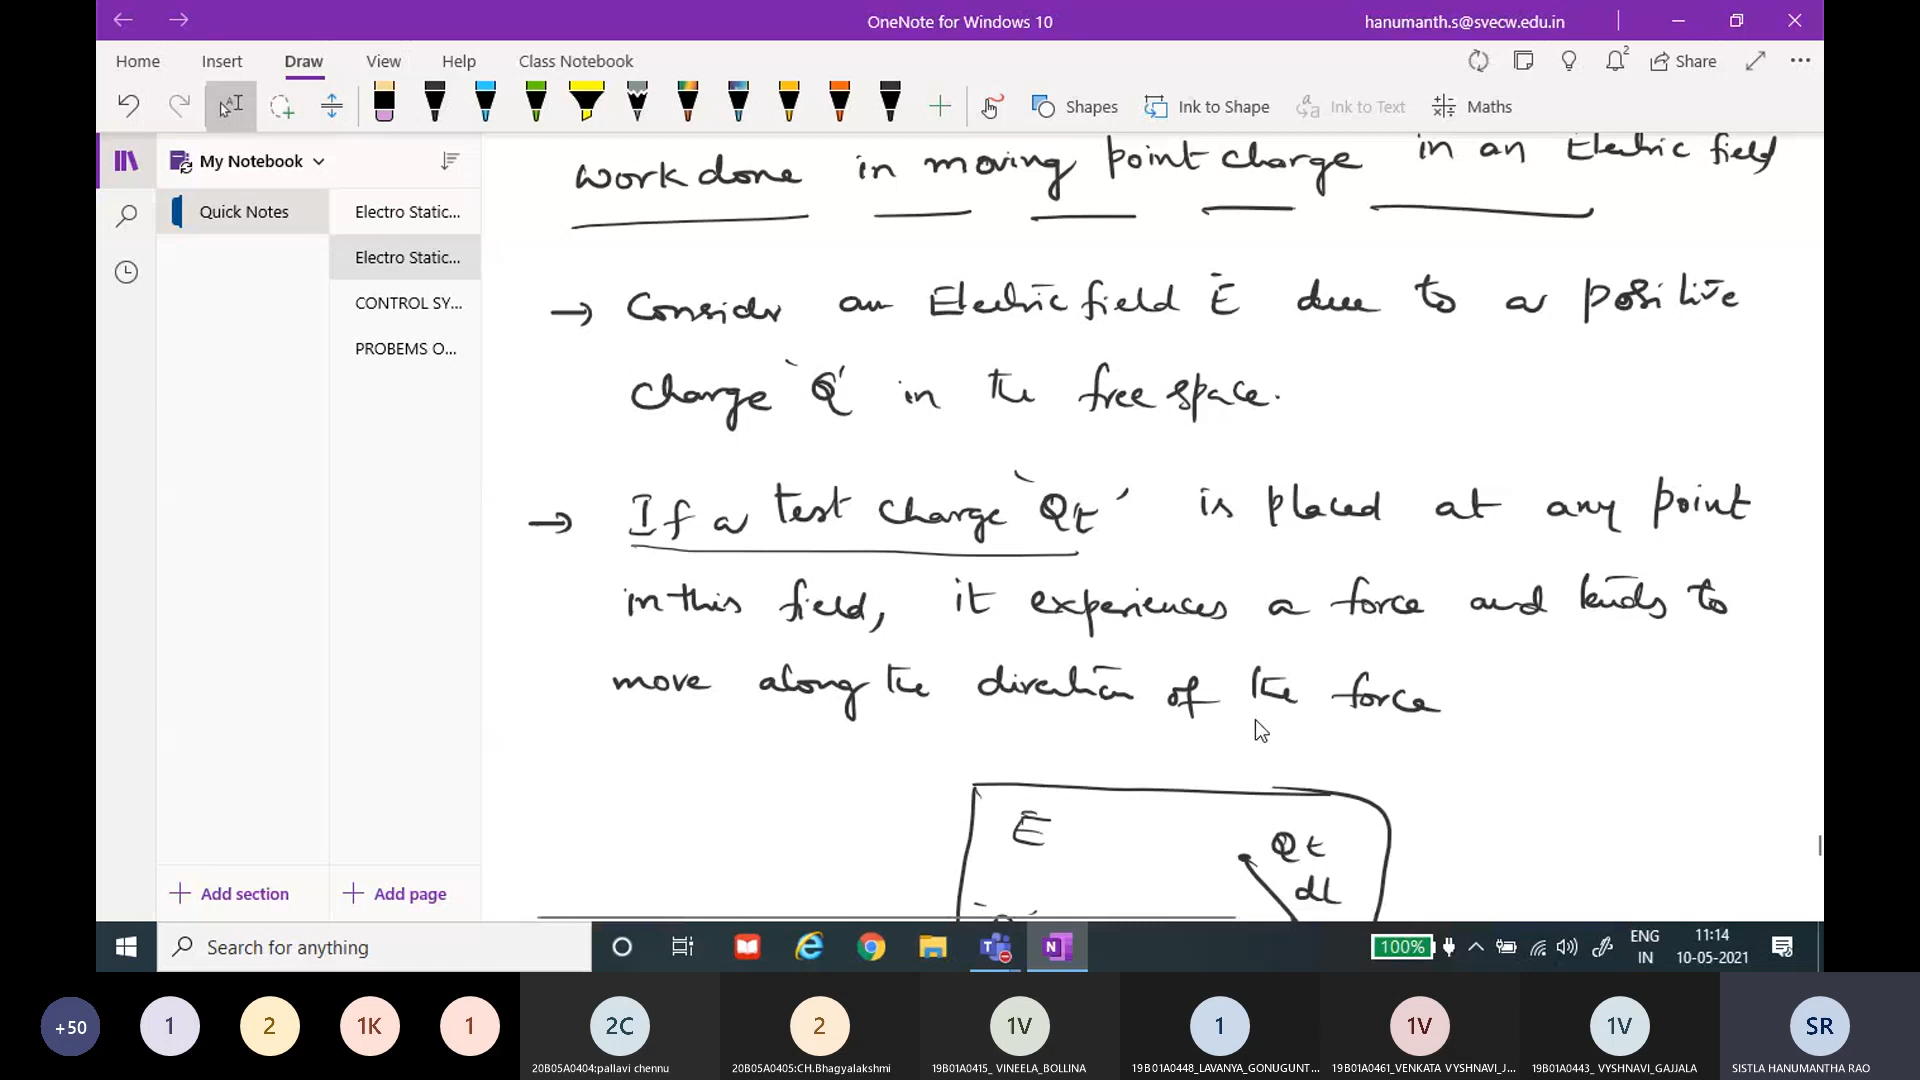 OneNote for Windows 10
hanumanth.s@svecw.edu.in
Home Insert Draw View Help Class Notebook
2
Share
Shapes
Ink to Shape
Ink to Text
Maths
My Notebook
Quick Notes
Electro Static...
Electro Static...
CONTROL SY...
PROBEMS O...
Add section
Add page
work done in moving point charge in an Electric field
→ Consider an Electric field E̅ due to a positive
charge 'Q' in the free space.
→ If a test charge 'Qt' is placed at any point
in this field, it experiences a force and tends to
move along the direction of the force
E̅
Qt
dL
Search for anything
100%
ENG
IN
11:14
10-05-2021
+50
1
2
1K
1
2C
20B05A0404:pallavi chennu
2
20B05A0405:CH.Bhagyalakshmi
1V
19B01A0415_ VINEELA_BOLLINA
1
19B01A0448_LAVANYA_GONUGUNT...
1V
19B01A0461_VENKATA VYSHNAVI_J...
1V
19B01A0443_ VYSHNAVI_GAJJALA
SR
SISTLA HANUMANTHA RAO